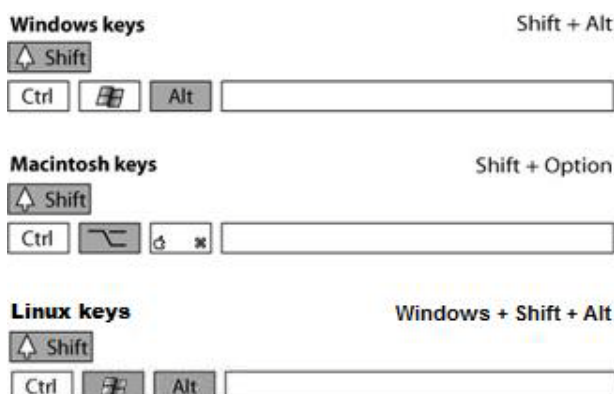 Windows keys Shift + Alt
Shift
Ctrl Alt
Macintosh keys Shift + Option
Shift
Ctrl ⌥ ⌘
Linux keys Windows + Shift + Alt
Shift
Ctrl Alt